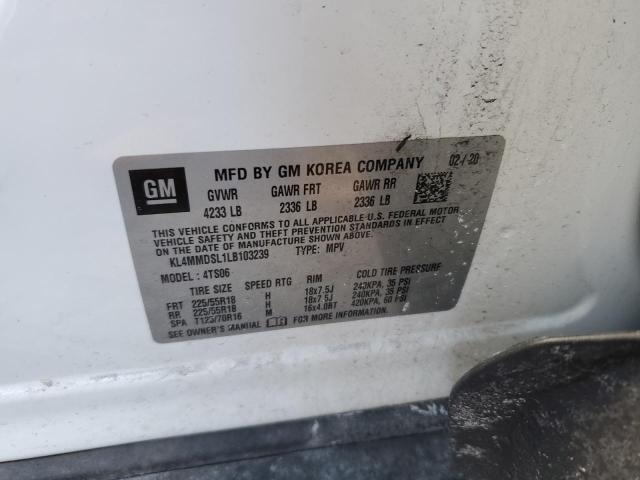 GM
MFD BY GM KOREA COMPANY 02/20
GVWR GAWR FRT GAWR RR
4233 LB 2336 LB 2336 LB
THIS VEHICLE CONFORMS TO ALL APPLICABLE U.S. FEDERAL MOTOR
VEHICLE SAFETY, BUMPER, AND THEFT PREVENTION STANDARDS IN EFFECT
ON THE DATE OF MANUFACTURE SHOWN ABOVE.
KL4MMDSL1LB103239 TYPE: MPV
MODEL: 4TS06
TIRE SIZE SPEED RTG RIM COLD TIRE PRESSURE
FRT 225/55R18 H 18x7.5J 240KPA, 35 PSI
RR 225/55R18 H 18x7.5J 240KPA, 35 PSI
SPA T125/70R16 M 16x4.0BT 420KPA, 60 PSI
SEE OWNER'S MANUAL FOR MORE INFORMATION.